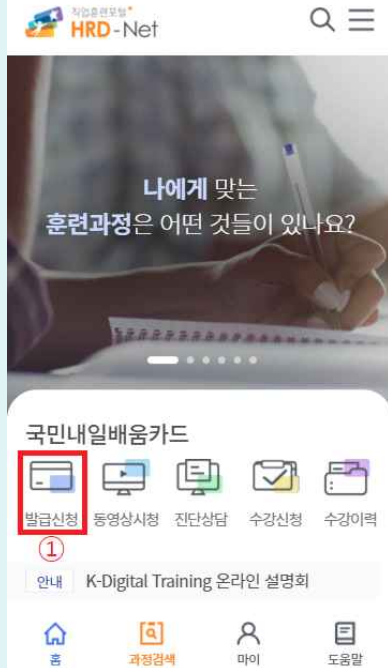 직업훈련포털
HRD-Net
나에게 맞는
훈련과정은 어떤 것들이 있나요?
국민내일배움카드
발급신청 동영상시청 진단상담 수강신청 수강이력
①
안내 K-Digital Training 온라인 설명회
홈 과정검색 마이 도움말